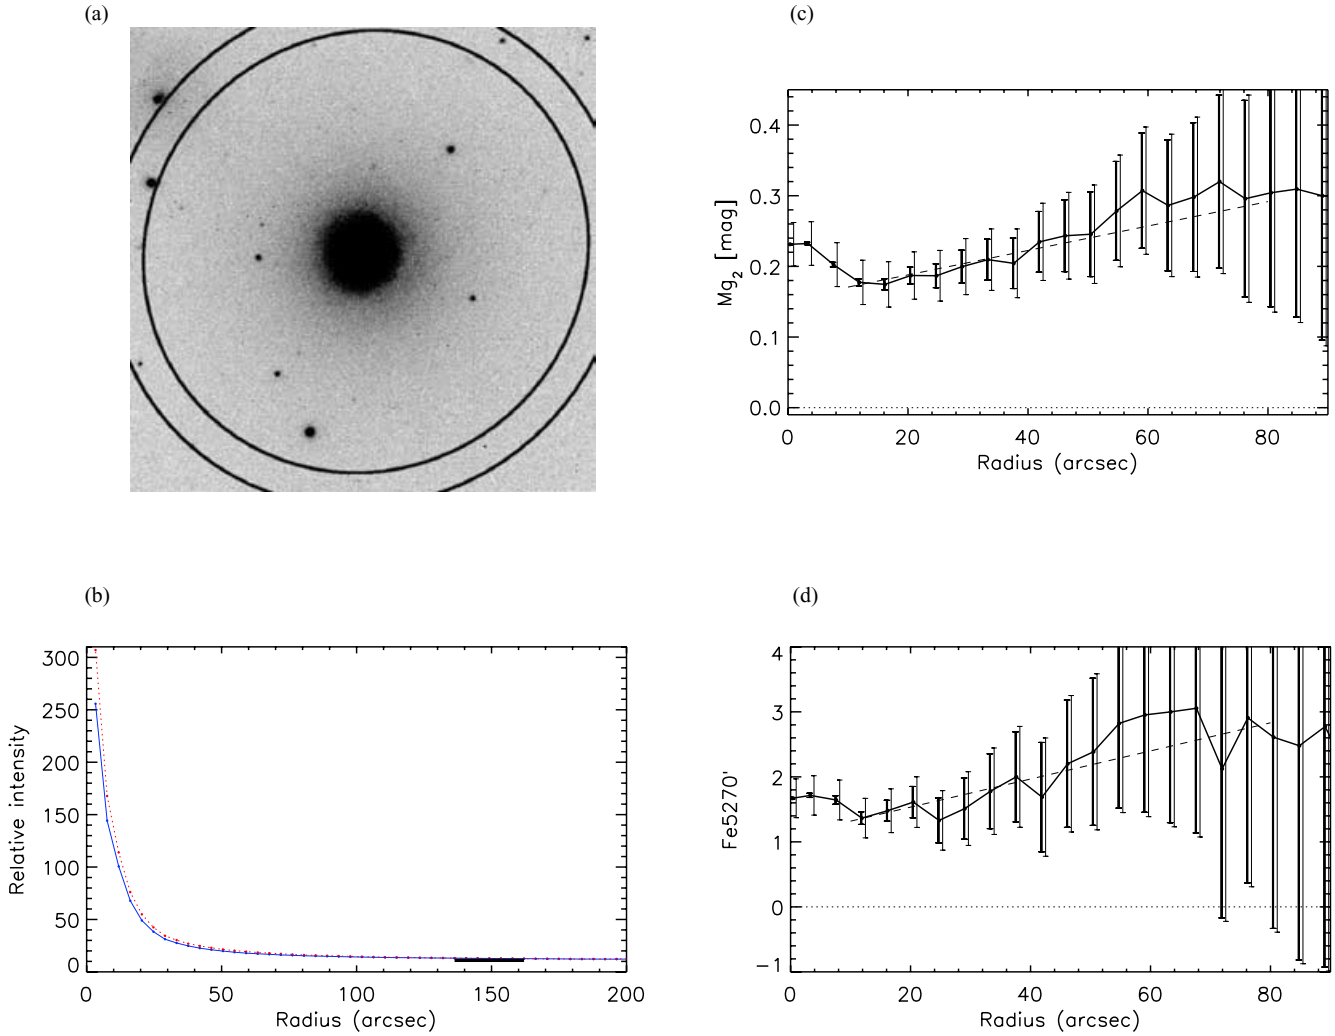 (a)
(b)
300
250
200
150
100
50
0
Relative intensity
0 50 100 150 200
Radius (arcsec)
(c)
0.4
0.3
0.2
0.1
0.0
Mg2 [mag]
0 20 40 60 80
Radius (arcsec)
(d)
4
3
2
1
0
−1
Fe5270'
0 20 40 60 80
Radius (arcsec)